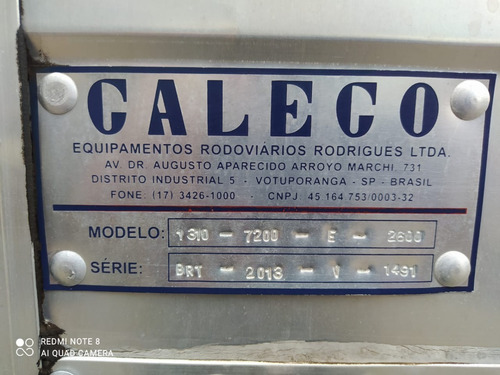 GALEGO
EQUIPAMENTOS RODOVIÁRIOS RODRIGUES LTDA.
AV. DR. AUGUSTO APARECIDO ARROYO MARCHI, 731
DISTRITO INDUSTRIAL 5 - VOTUPORANGA - SP - BRASIL
FONE: (17) 3426-1000 - CNPJ. 45 164 753/0003-32
MODELO: 1310 - 7200 - E - 2600
SÉRIE: BRT - 2013 - V - 1491
REDMI NOTE 8
AI QUAD CAMERA